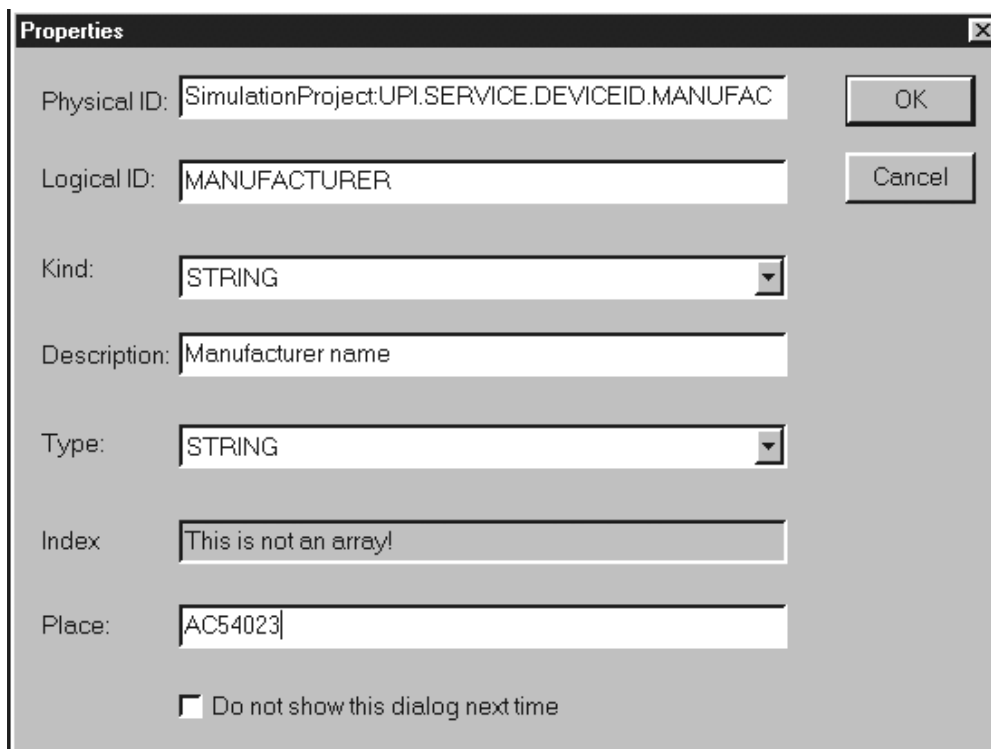 Properties
Physical ID: SimulationProject:UPI.SERVICE.DEVICEID.MANUFAC
OK
Logical ID: MANUFACTURER
Cancel
Kind: STRING
Description: Manufacturer name
Type: STRING
Index This is not an array!
Place: AC54023
Do not show this dialog next time